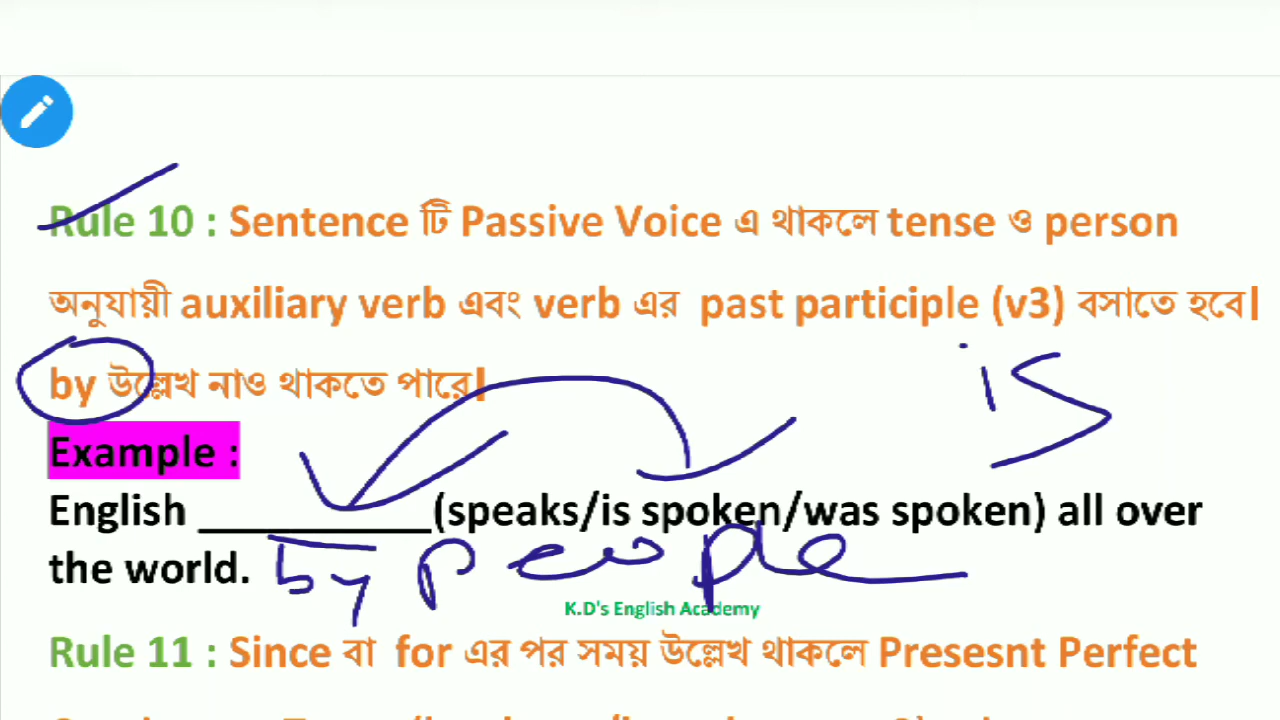 Rule 10 : Sentence টি Passive Voice এ থাকলে tense ও person
অনুযায়ী auxiliary verb এবং verb এর past participle (v3) বসাতে হবে।
by উল্লেখ নাও থাকতে পারে।
is
Example :
English __________(speaks/is spoken/was spoken) all over
the world. by people
K.D's English Academy
Rule 11 : Since বা for এর পর সময় উল্লেখ থাকলে Presesnt Perfect